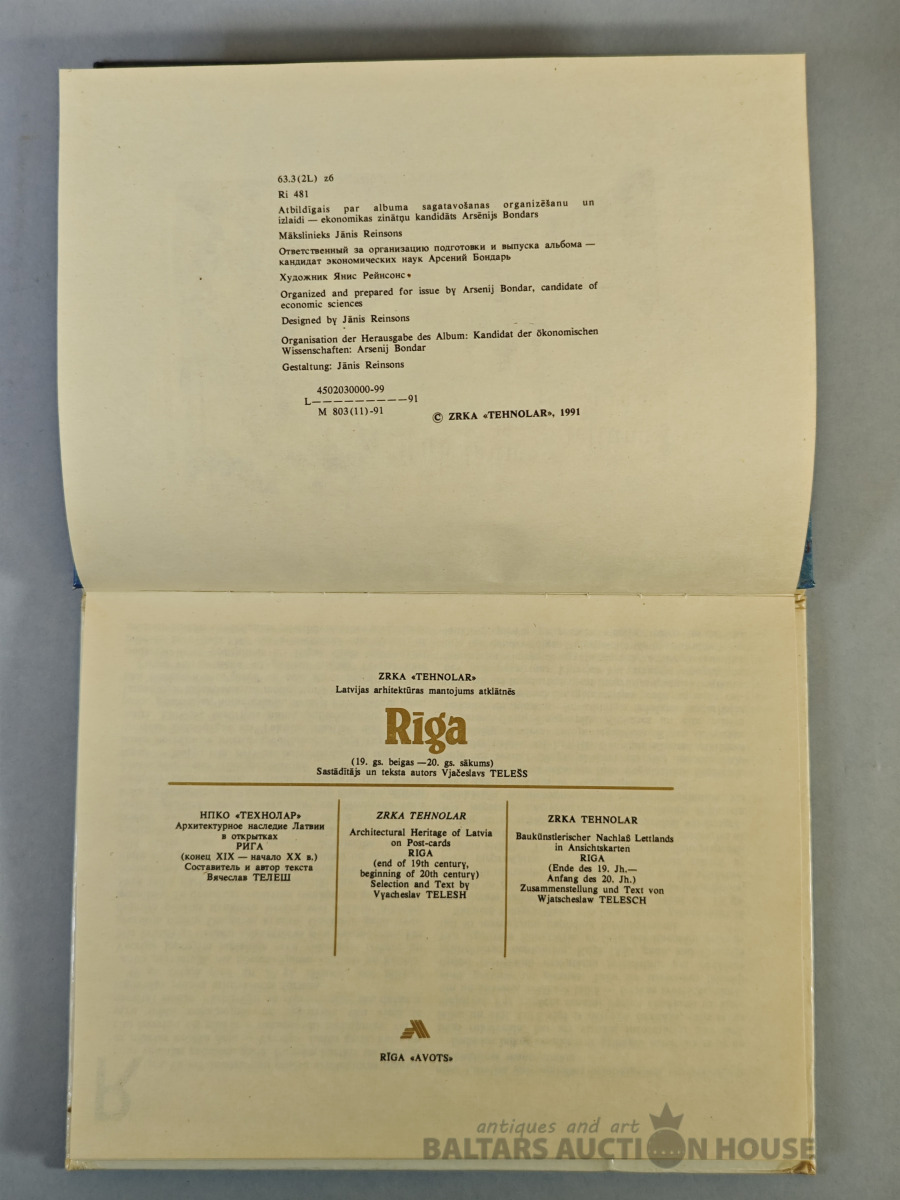 63.3(2L) z6
Ri 481
Atbildīgais par albuma sagatavošanas organizēšanu un
izlaidi — ekonomikas zinātņu kandidāts Arsēnijs Bondars
Mākslinieks Jānis Reinsons
Ответственный за организацию подготовки и выпуска альбома —
кандидат экономических наук Арсений Бондарь
Художник Янис Рейнсонс
Organized and prepared for issue by Arsenij Bondar, candidate of
economic sciences
Designed by Jānis Reinsons
Organisation der Herausgabe des Album: Kandidat der ökonomischen
Wissenschaften: Arsenij Bondar
Gestaltung: Jānis Reinsons
4502030000-99
L—————————91
M 803(11)-91
© ZRKA «TEHNOLAR», 1991
ZRKA «TEHNOLAR»
Latvijas arhitektūras mantojums atklātnēs
Rīga
(19. gs. beigas —20. gs. sākums)
Sastādītājs un teksta autors Vjačeslavs TELEŠS
НПКО «ТЕХНОЛАР»
Архитектурное наследие Латвии
в открытках
РИГА
(конец XIX — начало XX в.)
Составитель и автор текста
Вячеслав ТЕЛЕШ
ZRKA TEHNOLAR
Architectural Heritage of Latvia
on Post-cards
RIGA
(end of 19th century,
beginning of 20th century)
Selection and Text by
Vyacheslav TELESH
ZRKA TEHNOLAR
Baukünstlerischer Nachlaß Lettlands
in Ansichtskarten
RIGA
(Ende des 19. Jh.—
Anfang des 20. Jh.)
Zusammenstellung und Text von
Wjatscheslaw TELESCH
RĪGA «AVOTS»
antiques and art
BALTARS AUCTION HOUSE